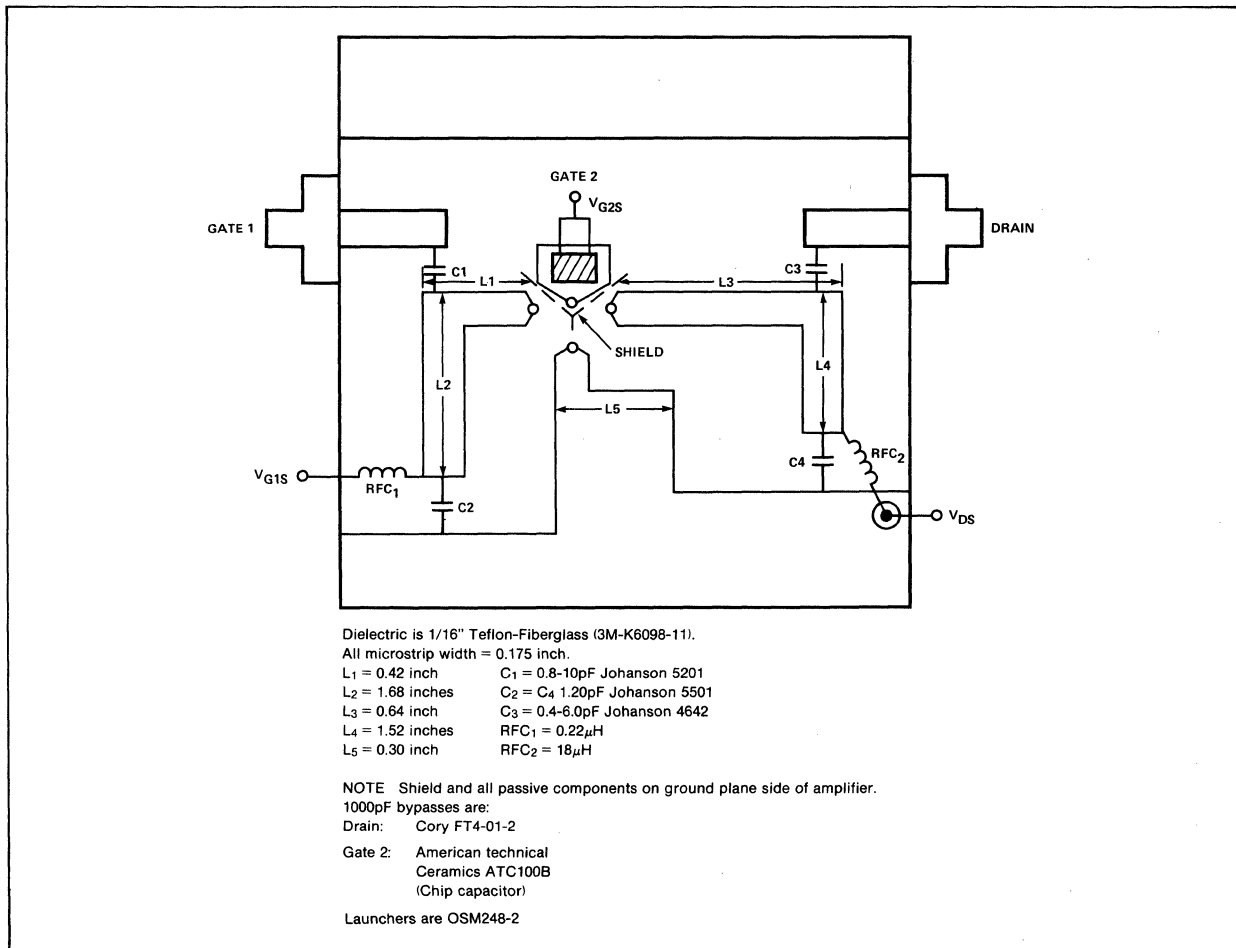 GATE 2
V_G2S
GATE 1
DRAIN
C1
C3
L1
L3
SHIELD
L2
L4
L5
V_G1S
RFC₁
C2
C4
RFC₂
V_DS
Dielectric is 1/16" Teflon-Fiberglass (3M-K6098-11).
All microstrip width = 0.175 inch.
L₁ = 0.42 inch C₁ = 0.8-10pF Johanson 5201
L₂ = 1.68 inches C₂ = C₄ 1.20pF Johanson 5501
L₃ = 0.64 inch C₃ = 0.4-6.0pF Johanson 4642
L₄ = 1.52 inches RFC₁ = 0.22μH
L₅ = 0.30 inch RFC₂ = 18μH
NOTE Shield and all passive components on ground plane side of amplifier.
1000pF bypasses are:
Drain: Cory FT4-01-2
Gate 2: American technical
Ceramics ATC100B
(Chip capacitor)
Launchers are OSM248-2